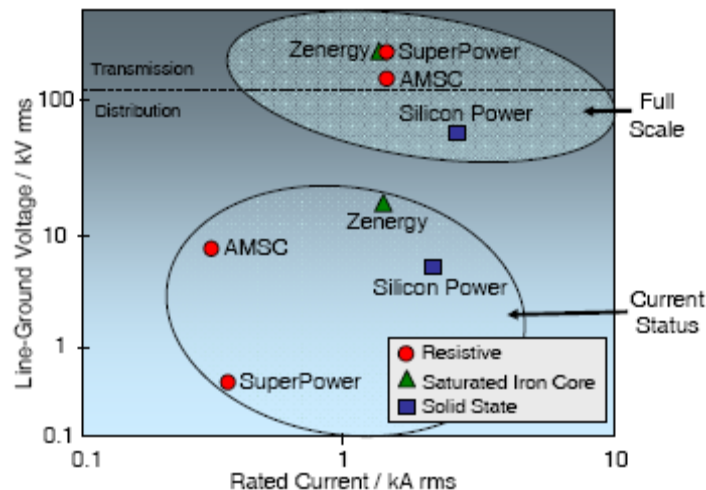 Zenergy
SuperPower
Transmission
AMSC
100
Distribution
Silicon Power
Full
Scale
Line-Ground Voltage / kV rms
Zenergy
10
AMSC
Silicon Power
Current
Status
1
Resistive
Saturated Iron Core
Solid State
SuperPower
0.1
0.1
1
10
Rated Current / kA rms